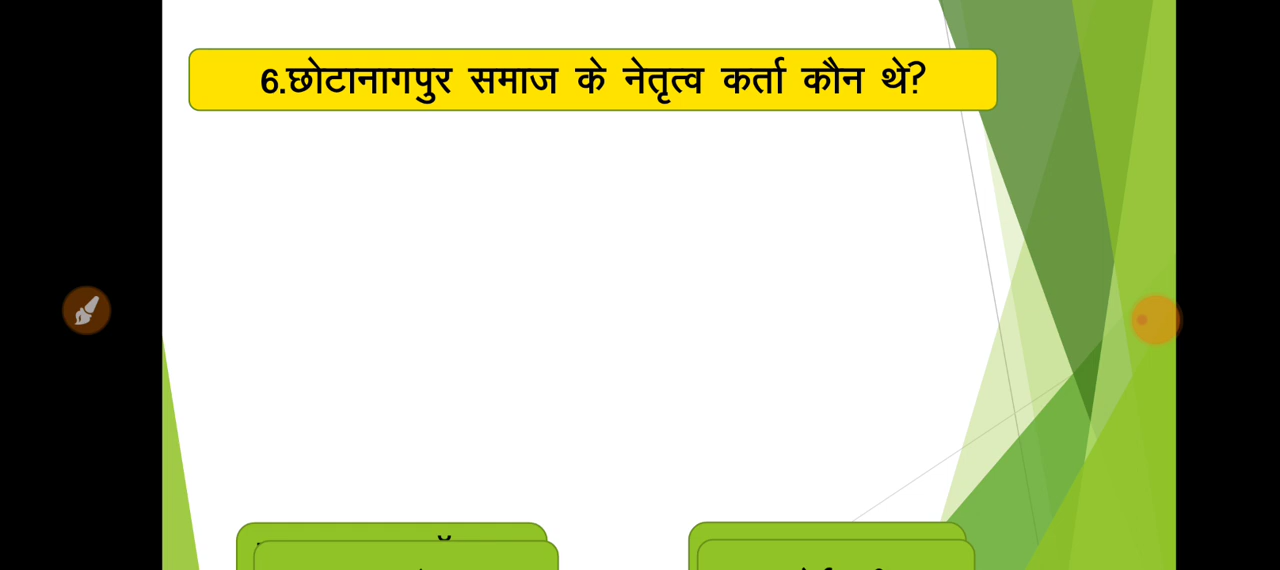 6.छोटानागपुर समाज के नेतृत्व कर्ता कौन थे?